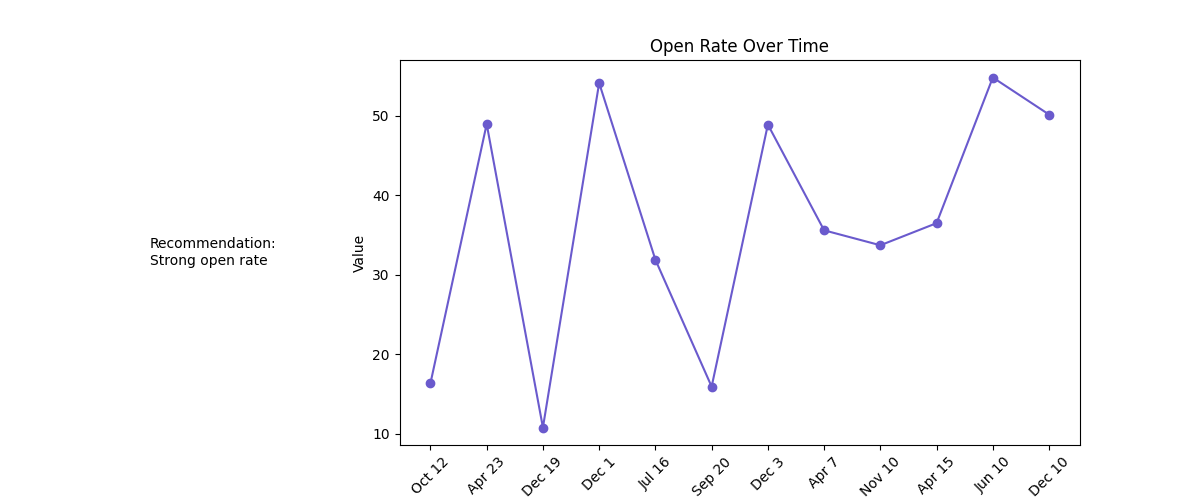 Open Rate Over Time
Recommendation:
Strong open rate
Value
50
40
30
20
10
Oct 12
Apr 23
Dec 19
Dec 1
Jul 16
Sep 20
Dec 3
Apr 7
Nov 10
Apr 15
Jun 10
Dec 10